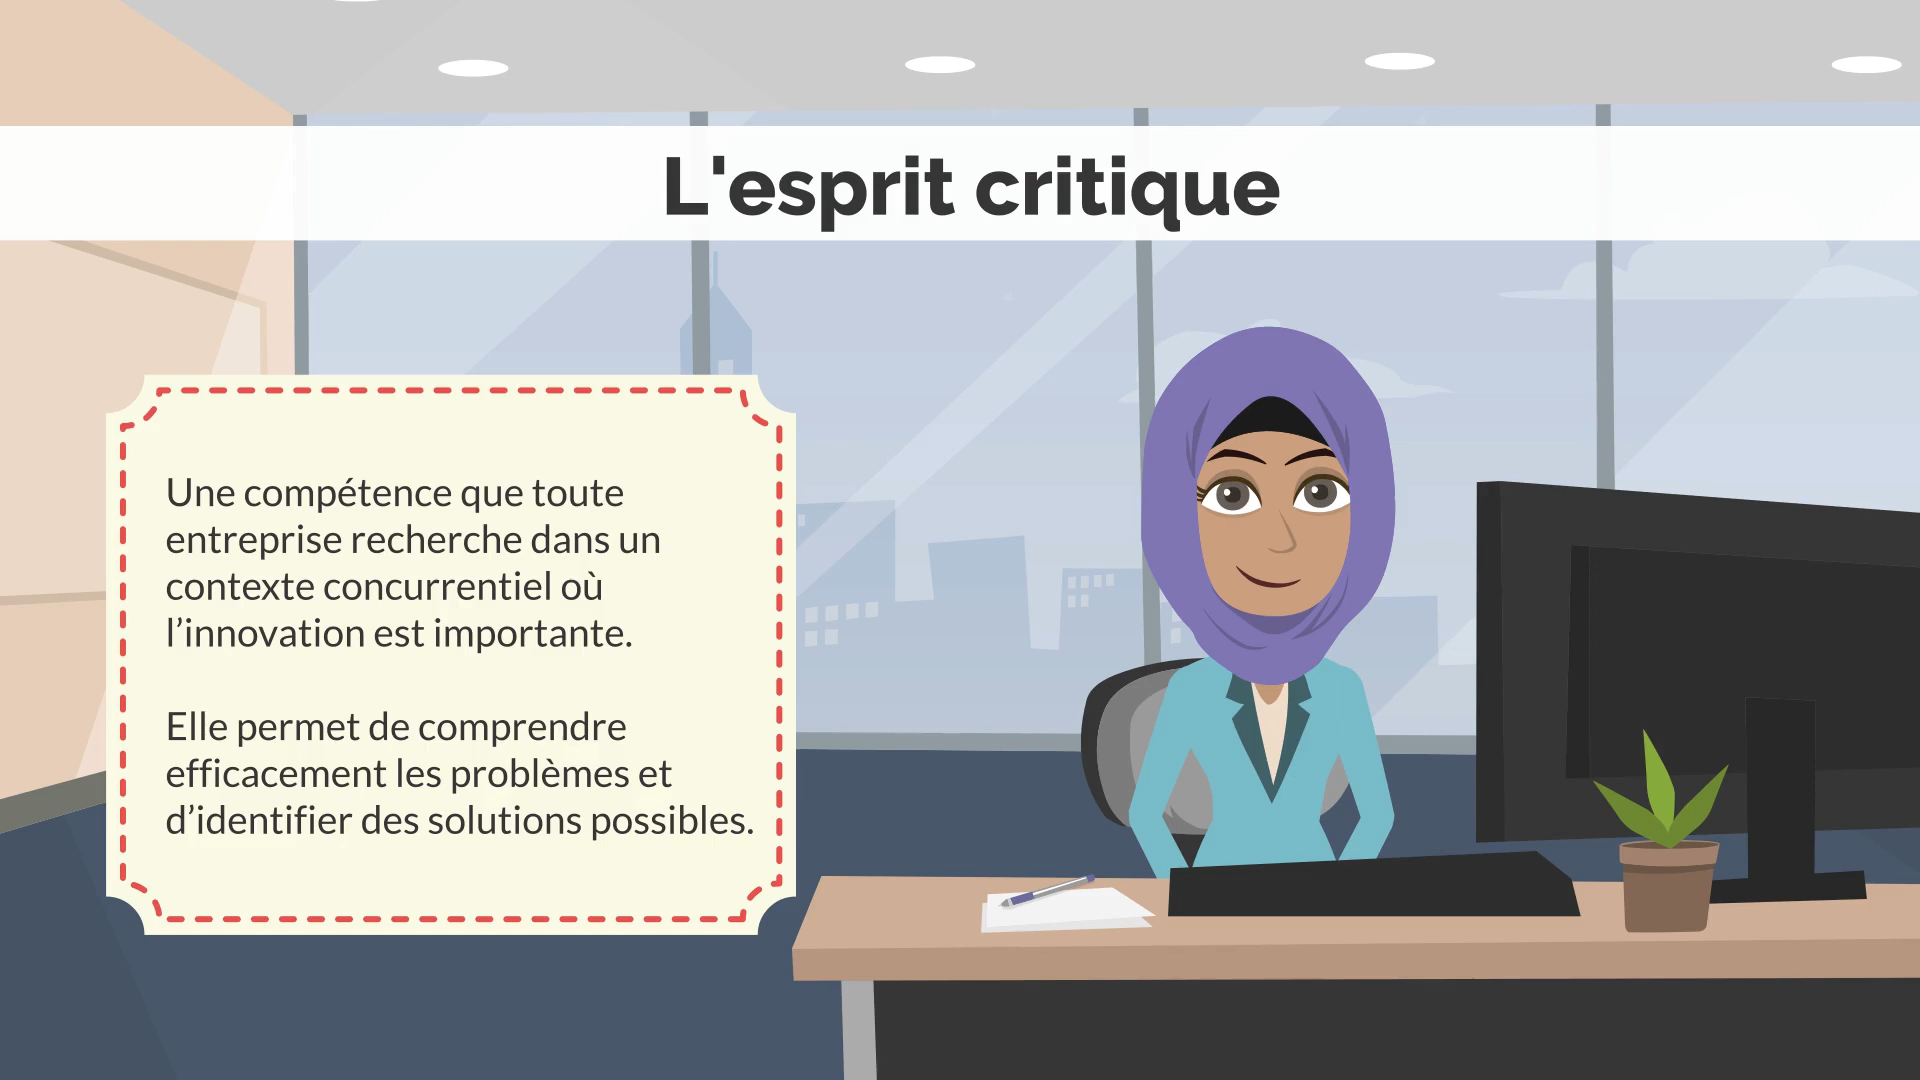 L'esprit critique
Une compétence que toute
entreprise recherche dans un
contexte concurrentiel où
l’innovation est importante.
Elle permet de comprendre
efficacement les problèmes et
d’identifier des solutions possibles.